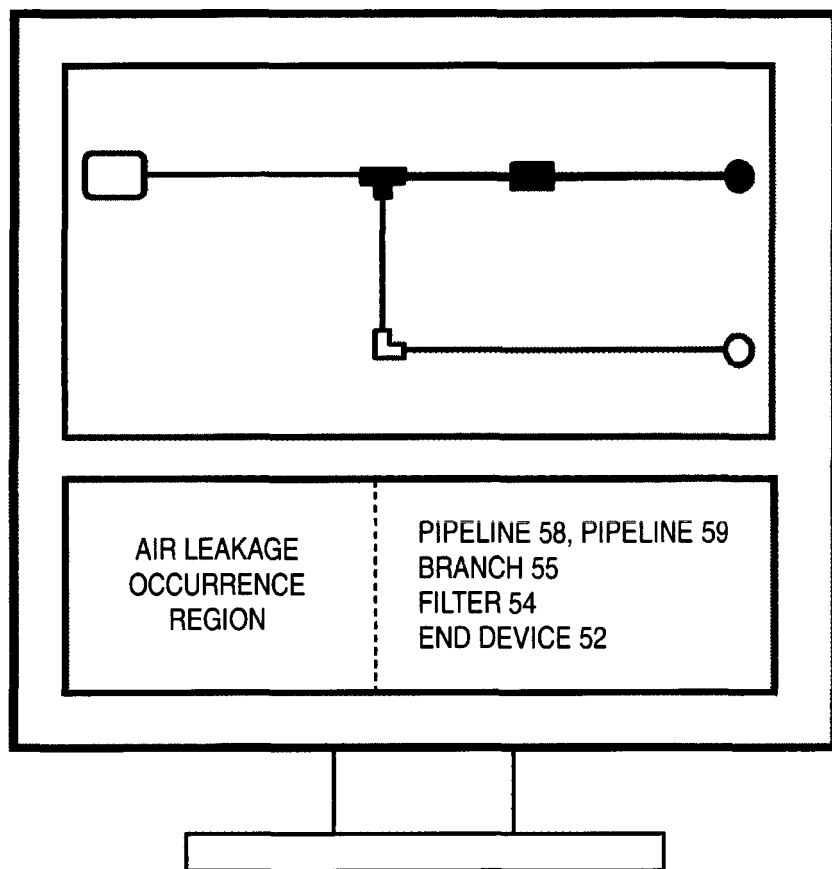 AIR LEAKAGE
OCCURRENCE
REGION
PIPELINE 58, PIPELINE 59
BRANCH 55
FILTER 54
END DEVICE 52